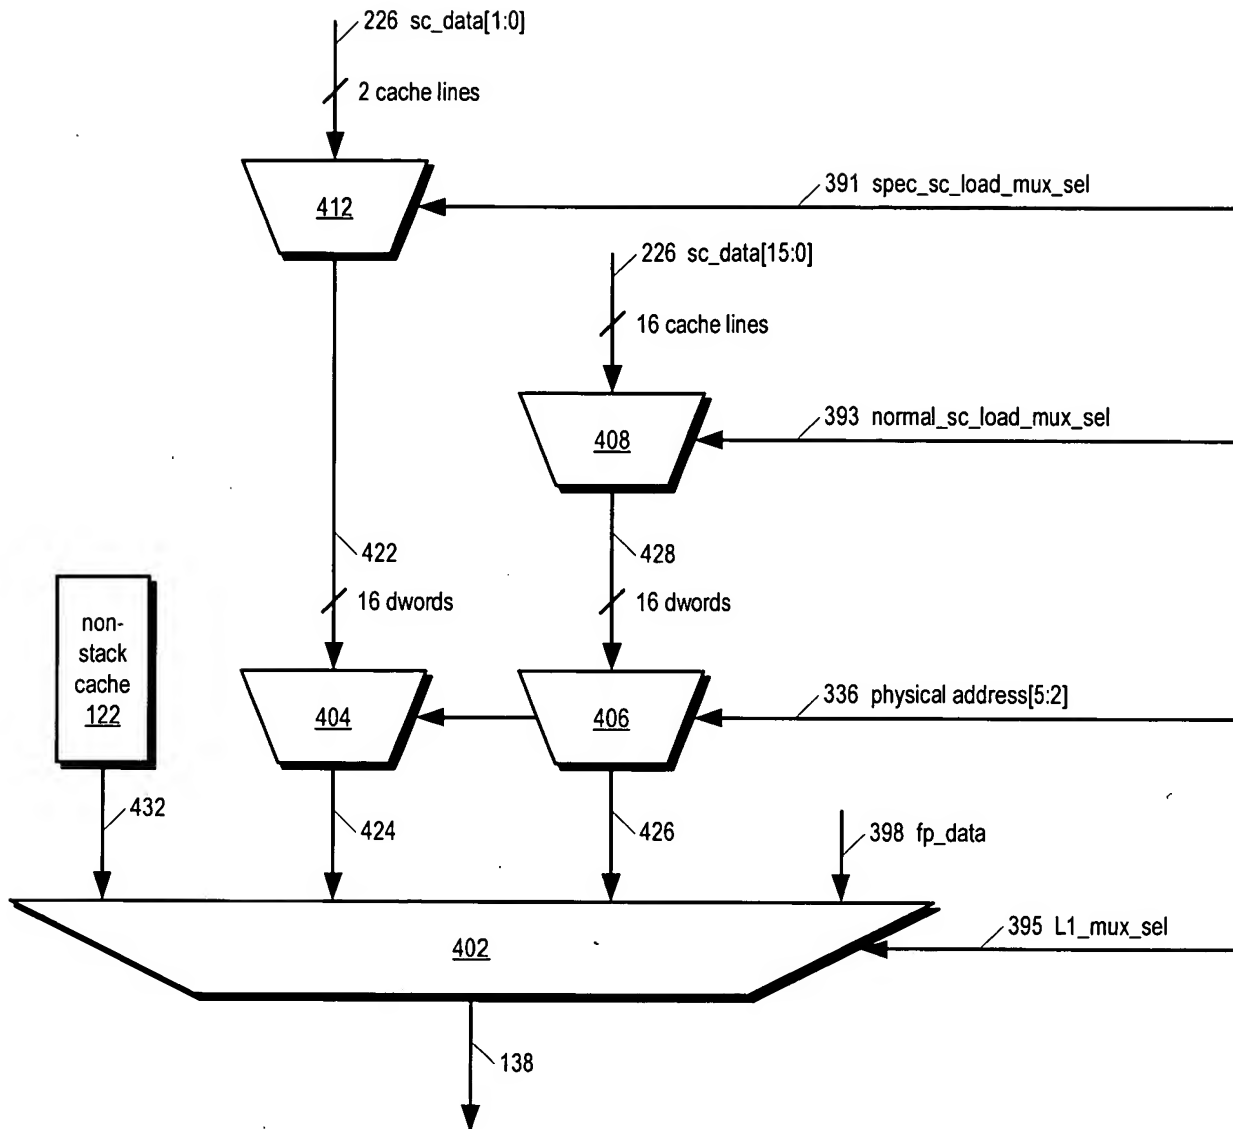 226 sc_data[1:0]
2 cache lines
412
391 spec_sc_load_mux_sel
226 sc_data[15:0]
16 cache lines
408
393 normal_sc_load_mux_sel
422
428
16 dwords
16 dwords
non-
stack
cache
122
404
406
336 physical address[5:2]
432
424
426
398 fp_data
402
395 L1_mux_sel
138